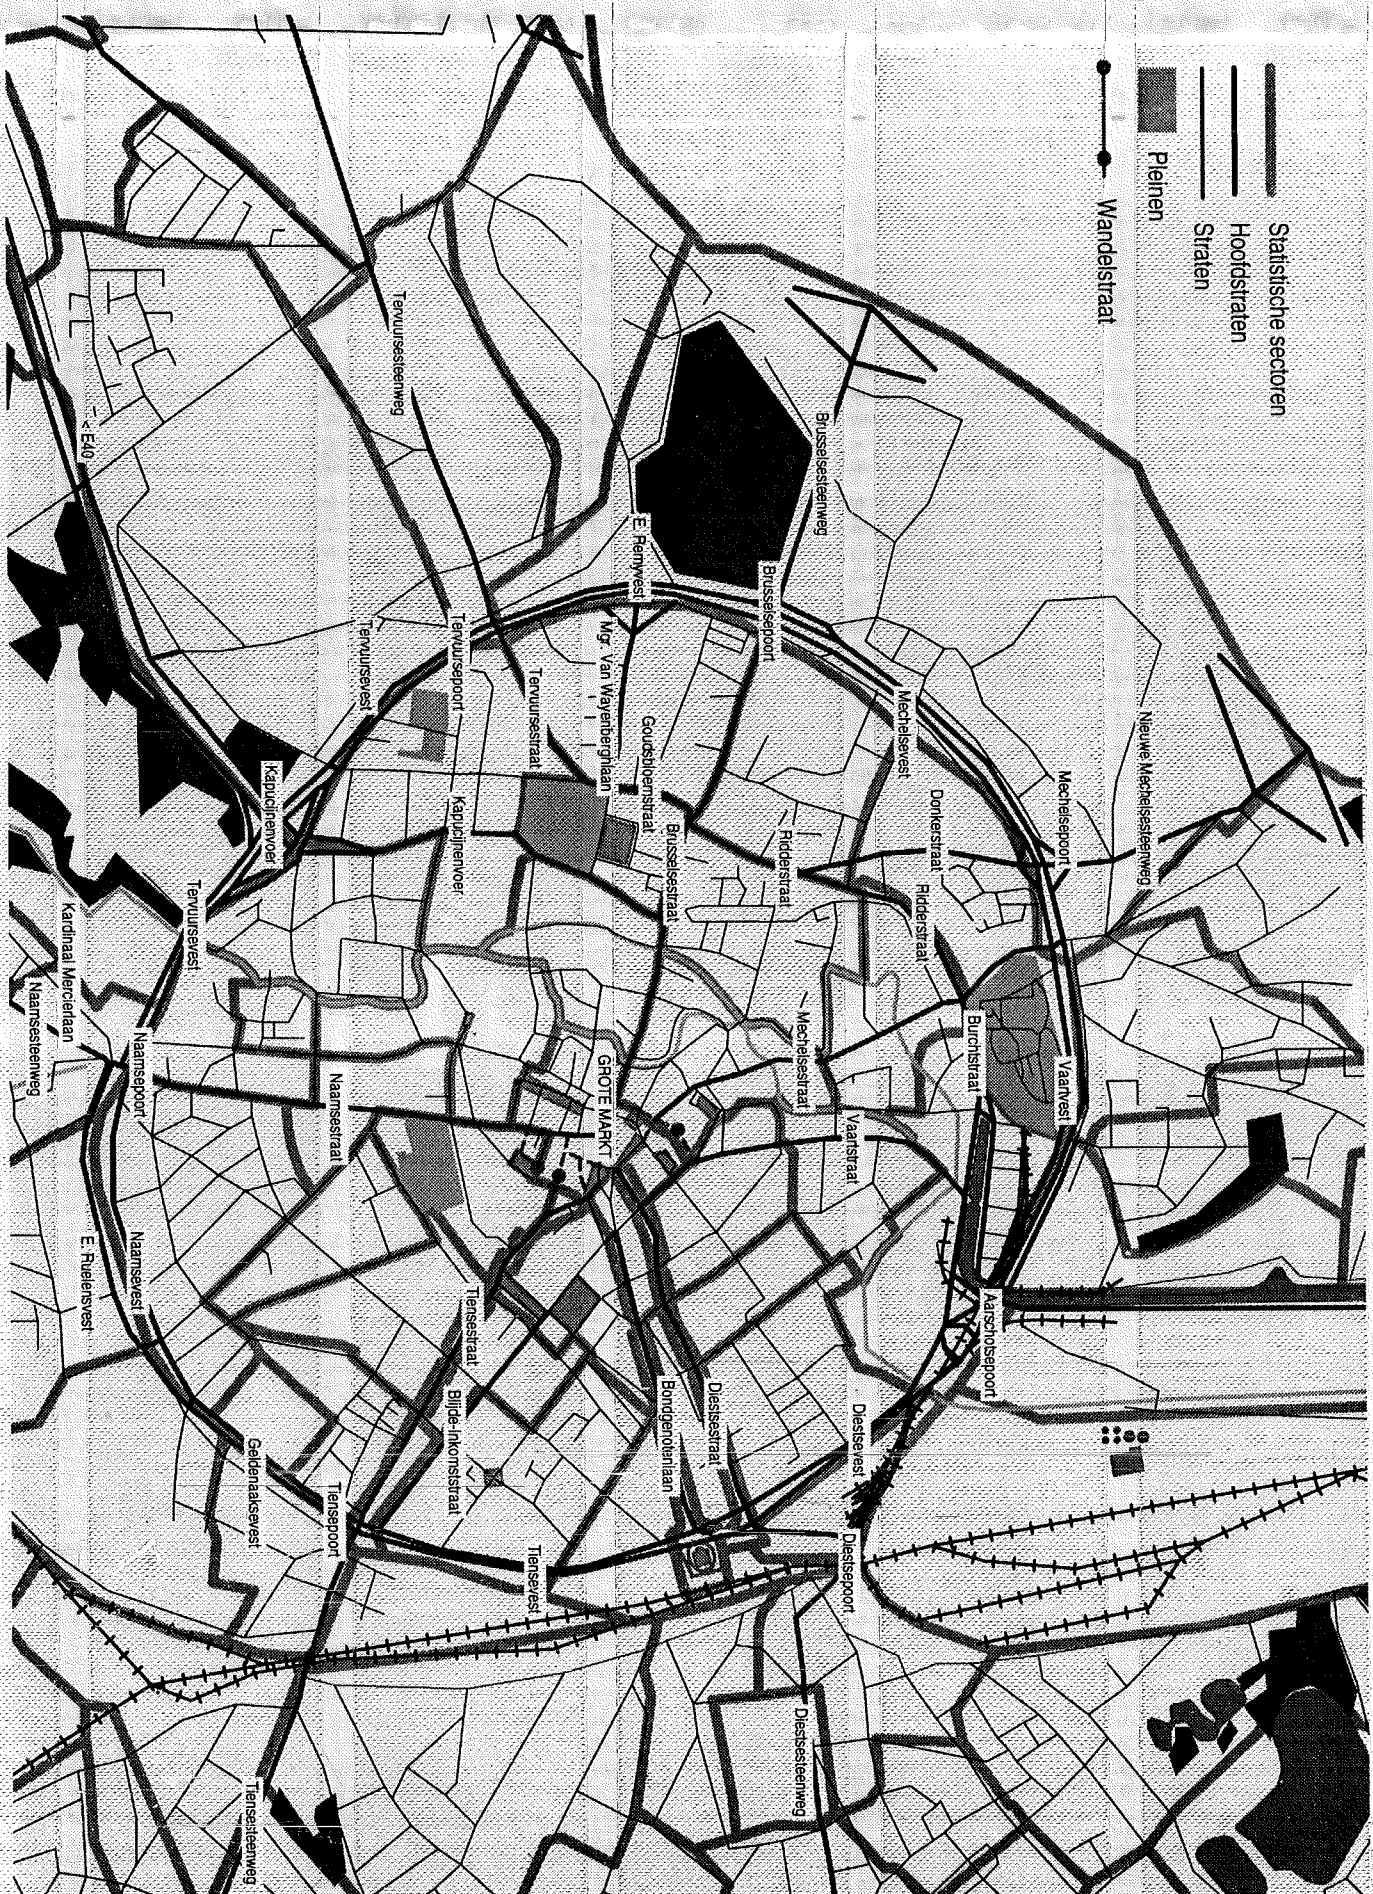 Statistische sectoren
Hoofdstraten
Straten
Pleinen
Wandelstraat
Nieuwe Mechelsesteenweg
Mechelsepoort
Vaartvest
Aarschotsepoort
Burchtstraat
Donkerstraat
Ridderstraat
Mechelsevest
Brusselsesteenweg
Brusselsepoort
Ridderstraat
< Mechelsestraat
Vaartstraat
Diestsevest
Diestsepoort
Diestsesteenweg
Diestsestraat
Bondgenotenlaan
Brusselsestraat
Goudsbloemstraat
E. Remyvest
Mgr. Van Wayenberghlaan
GROTE MARKT
Tervuursestraat
Tiensevest
Tervuursepoort
Kapucijnenvoer
Tiensestraat
Blijde-Inkomststraat
Tervuursesteenweg
Tervuursevest
Naamsestraat
Tiensepoort
Kapucijnenvoer
Geldenaaksevest
Tiensesteenweg
Tervuursevest
Naamsepoort
Naamsevest
< E40
E. Ruelensvest
Kardinaal Mercierlaan
Naamsesteenweg